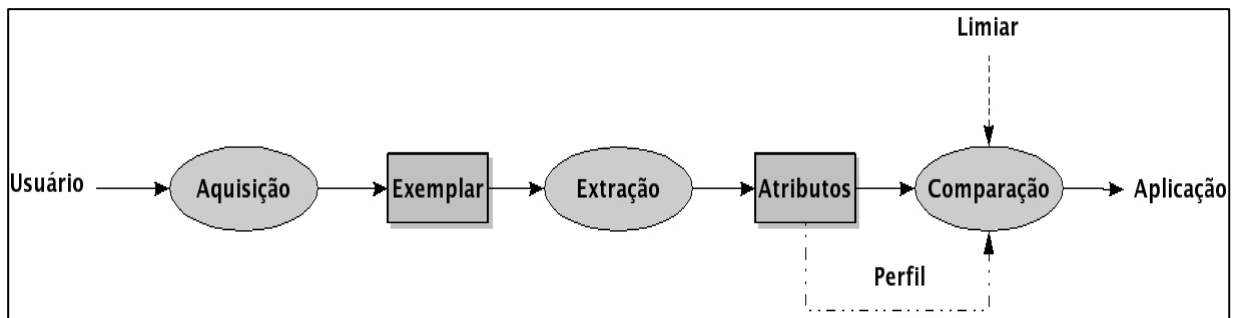 Limiar
Usuário
Aquisição
Exemplar
Extração
Atributos
Comparação
Aplicação
Perfil